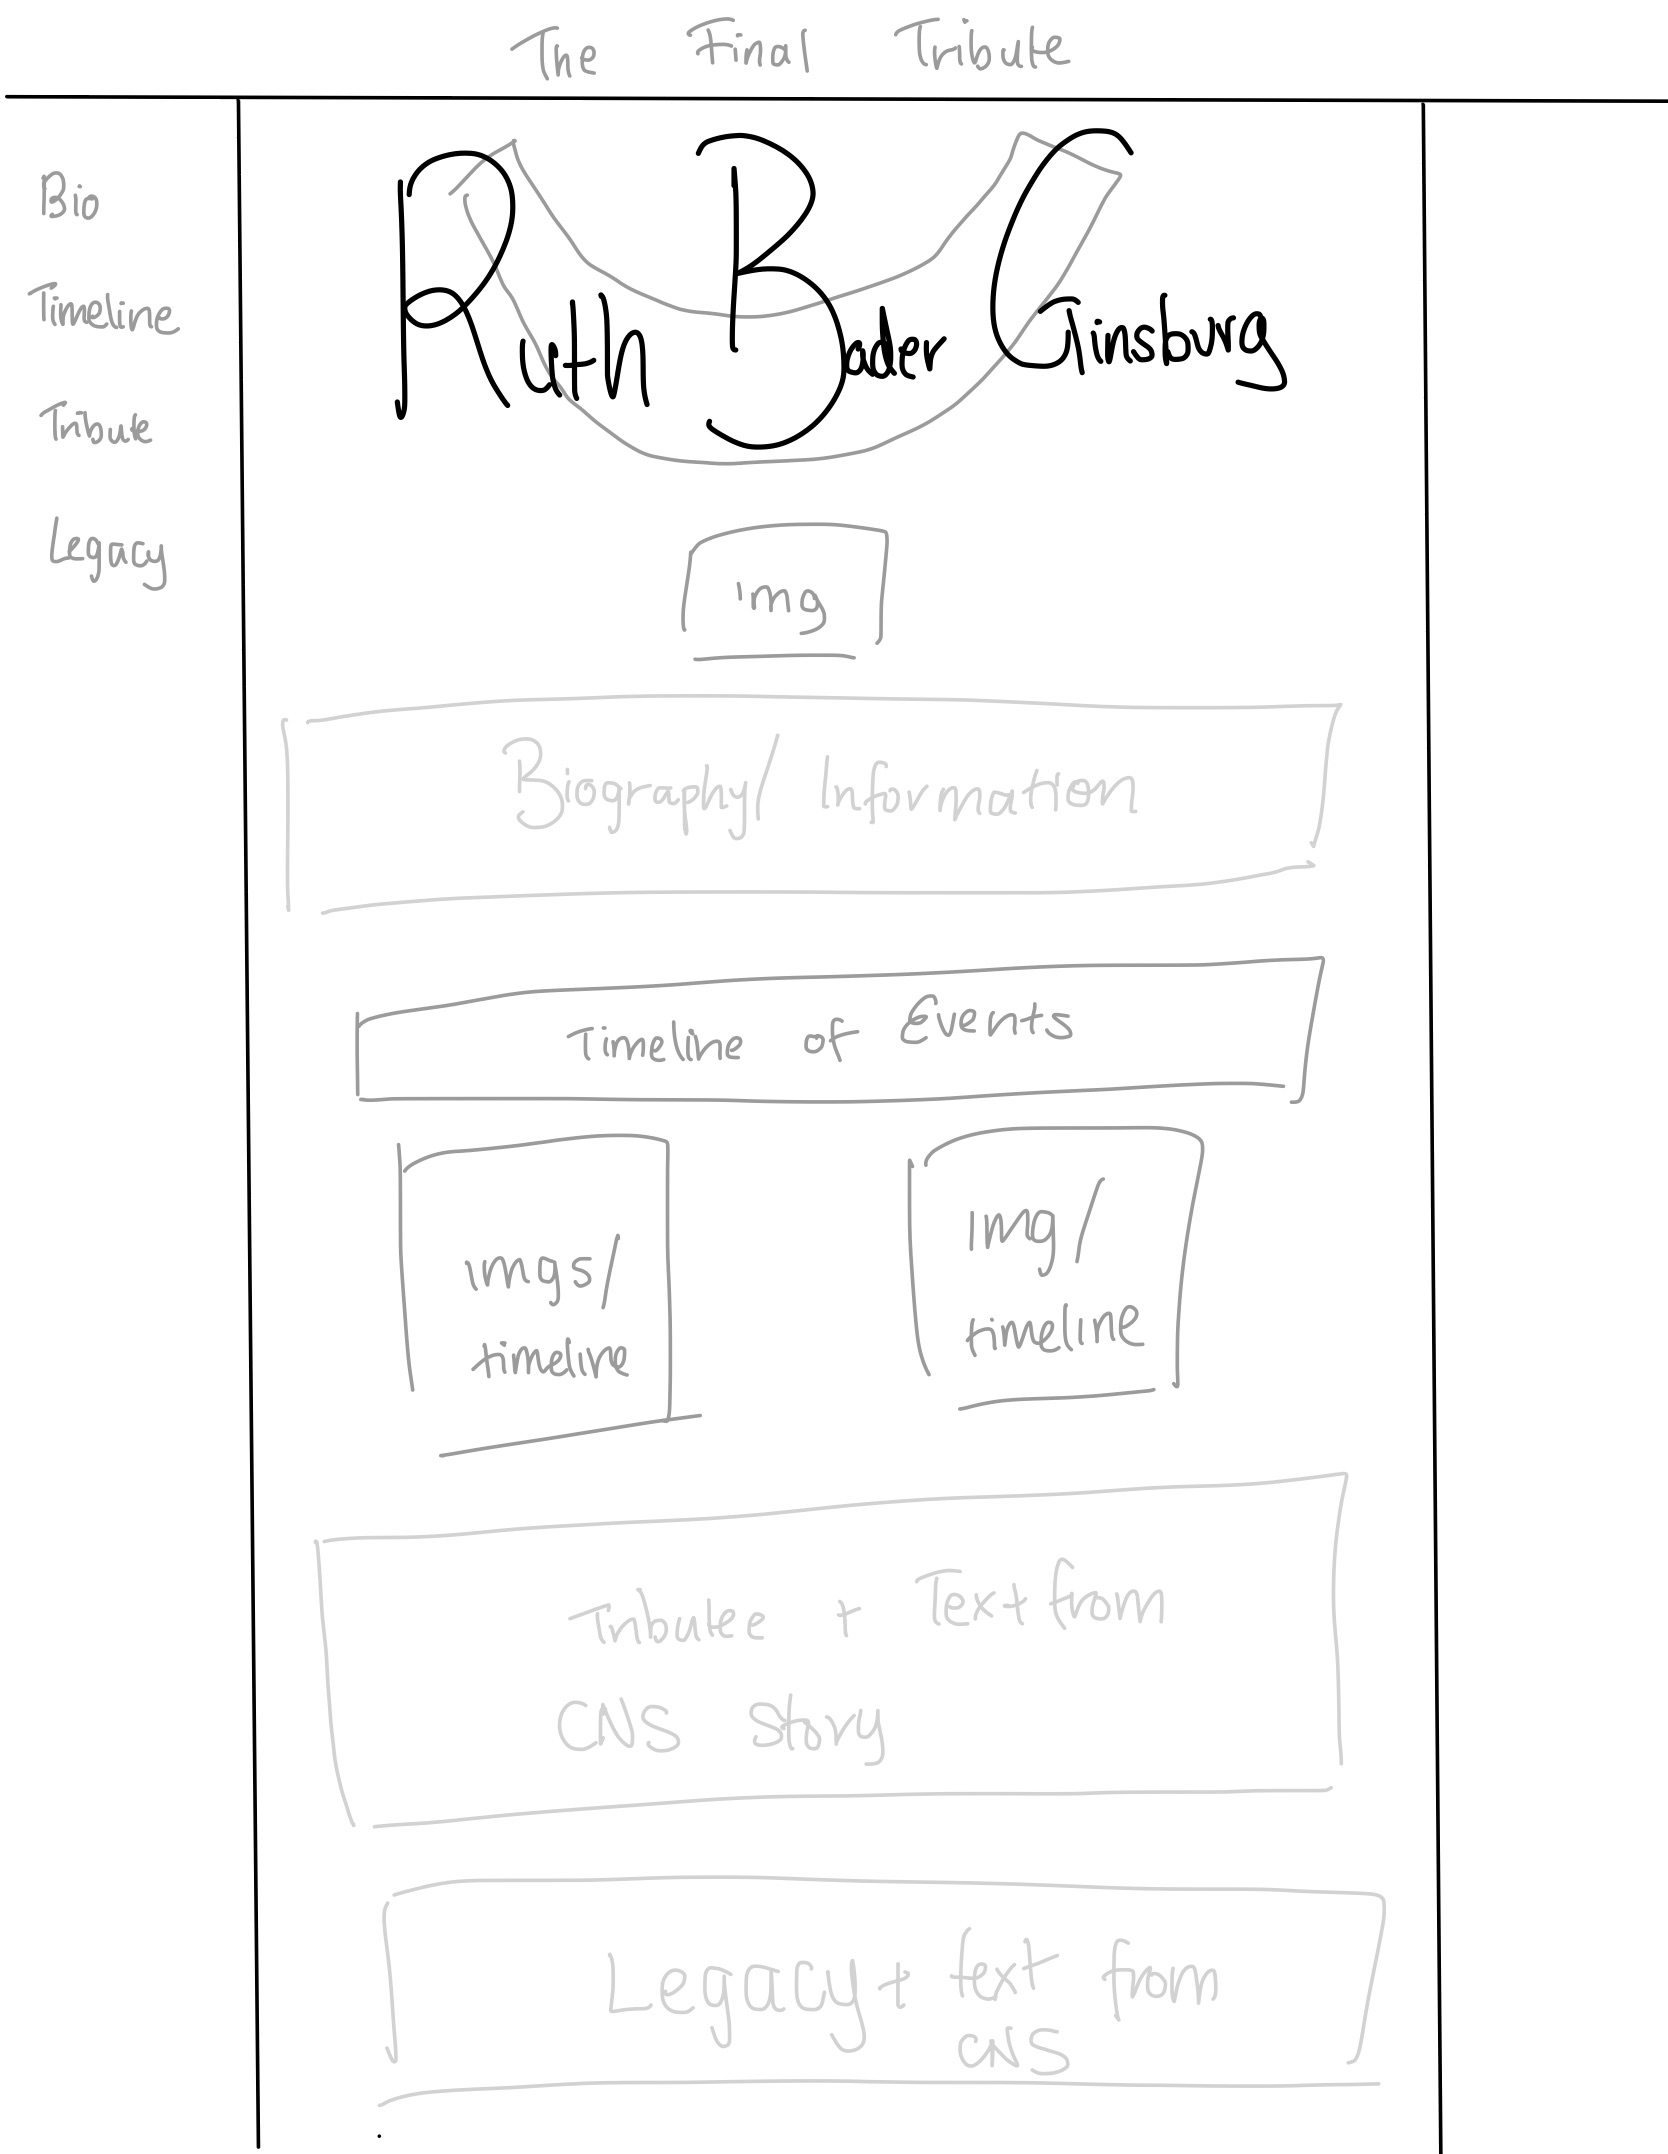 The Final Tribute
Bio
Timeline
Tribute
Legacy
Ruth Bader Ginsburg
img
Biography/ Information
Timeline of Events
imgs/
timeline
img/
timeline
Tributee + Text from
CNS Story
Legacy + text from
CNS